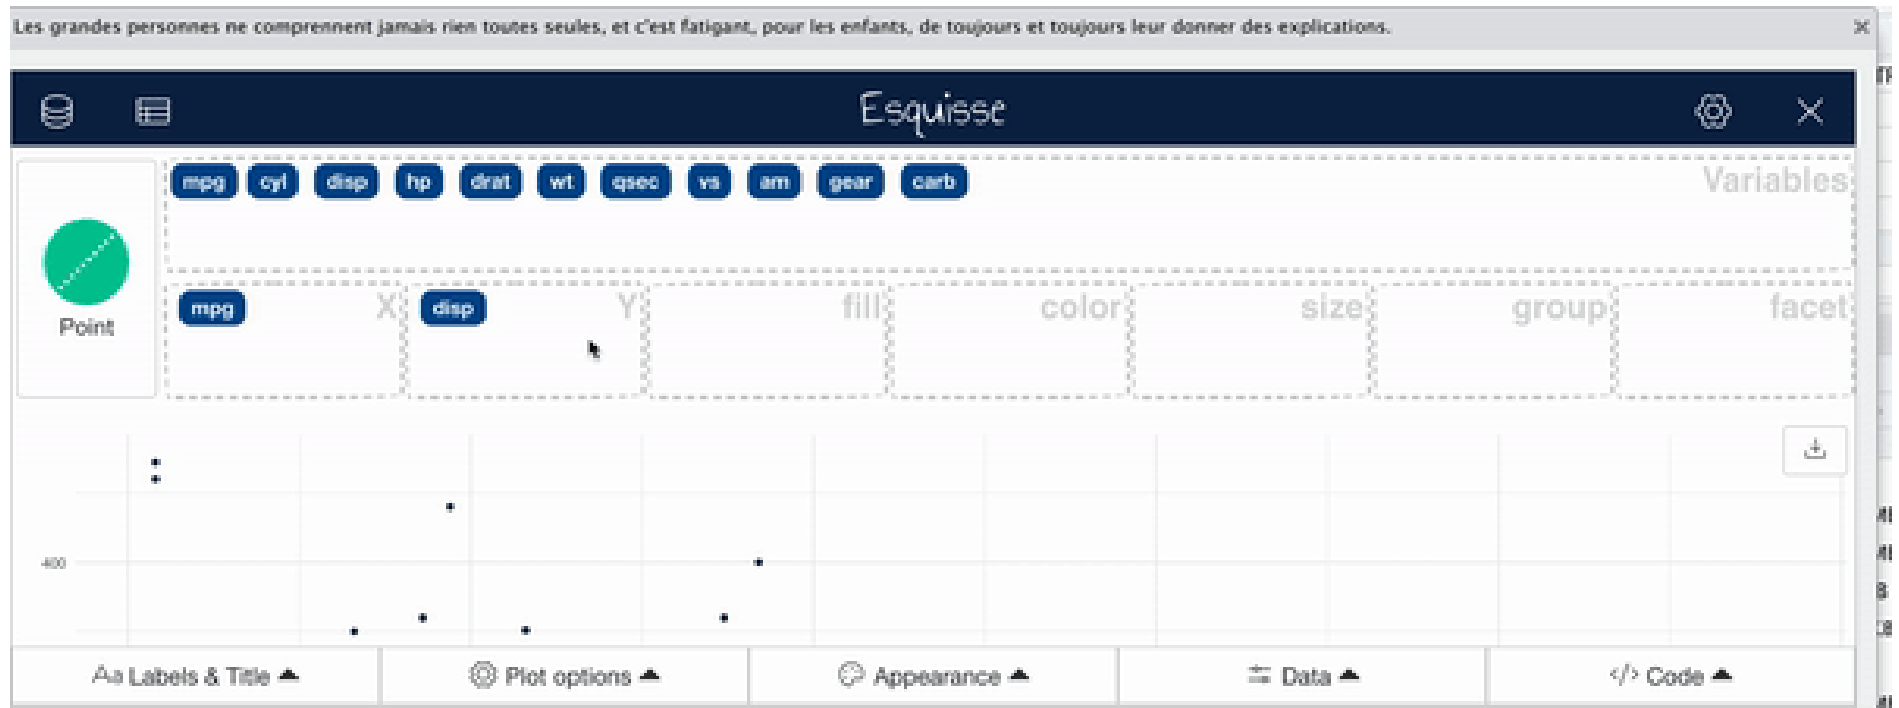 Les grandes personnes ne comprennent jamais rien toutes seules, et c'est fatigant, pour les enfants, de toujours et toujours leur donner des explications.
Esquisse
mpg cyl disp hp drat wt qsec vs am gear carb Variables
mpg X disp Y fill color size group facet
Point
400
Aa Labels & Title Plot options Appearance Data </> Code